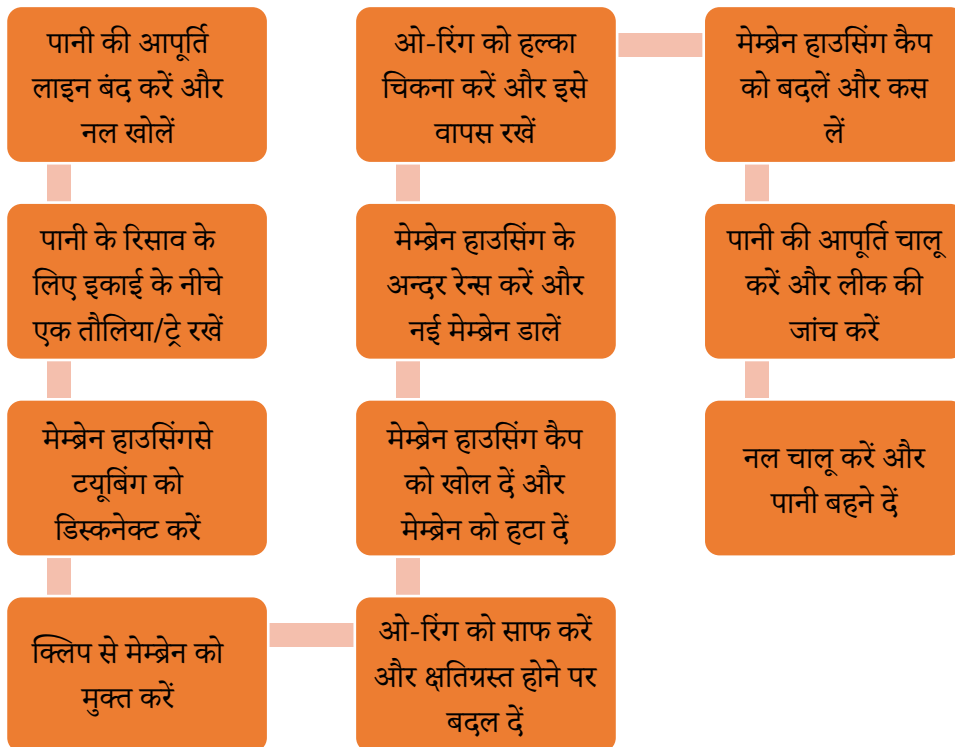 पानी की आपूर्ति
लाइन बंद करें और
नल खोलें
पानी के रिसाव के
लिए इकाई के नीचे
एक तौलिया/ट्रे रखें
मेम्ब्रेन हाउसिंगसे
टयूबिंग को
डिस्कनेक्ट करें
क्लिप से मेम्ब्रेन को
मुक्त करें
ओ-रिंग को साफ करें
और क्षतिग्रस्त होने पर
बदल दें
मेम्ब्रेन हाउसिंग कैप
को खोल दें और
मेम्ब्रेन को हटा दें
मेम्ब्रेन हाउसिंग के
अन्दर रेन्स करें और
नई मेम्ब्रेन डालें
ओ-रिंग को हल्का
चिकना करें और इसे
वापस रखें
मेम्ब्रेन हाउसिंग कैप
को बदलें और कस
लें
पानी की आपूर्ति चालू
करें और लीक की
जांच करें
नल चालू करें और
पानी बहने दें